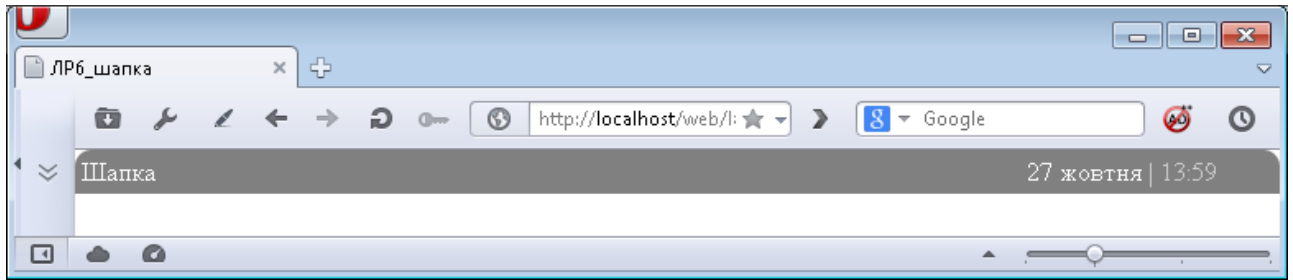 ЛР6_шапка
http://localhost/web/l
Google
Шапка 27 жовтня | 13:59